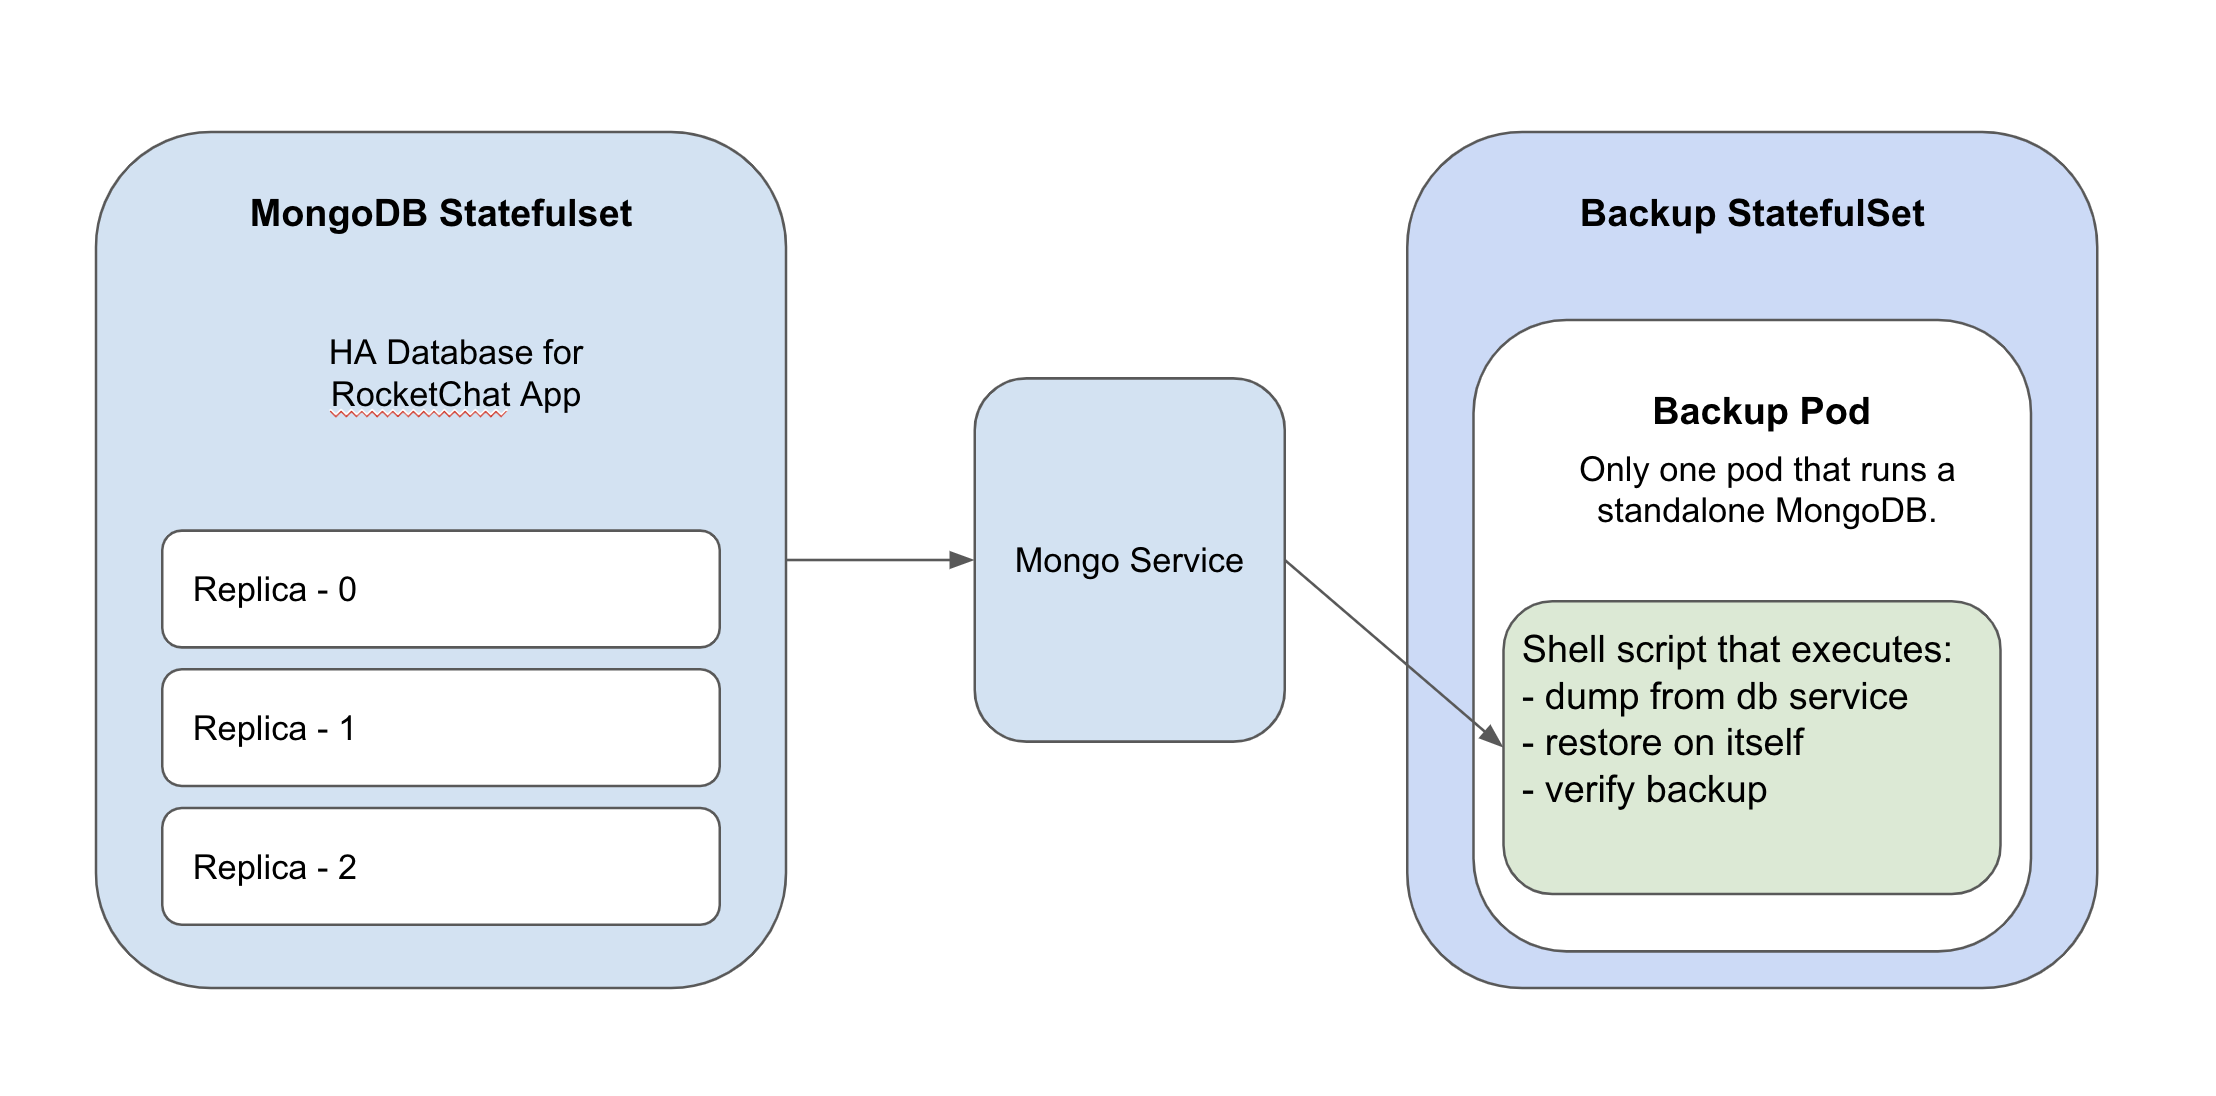 MongoDB Statefulset
HA Database for
RocketChat App
Replica - 0
Replica - 1
Replica - 2
Mongo Service
Backup StatefulSet
Backup Pod
Only one pod that runs a
standalone MongoDB.
Shell script that executes:
- dump from db service
- restore on itself
- verify backup